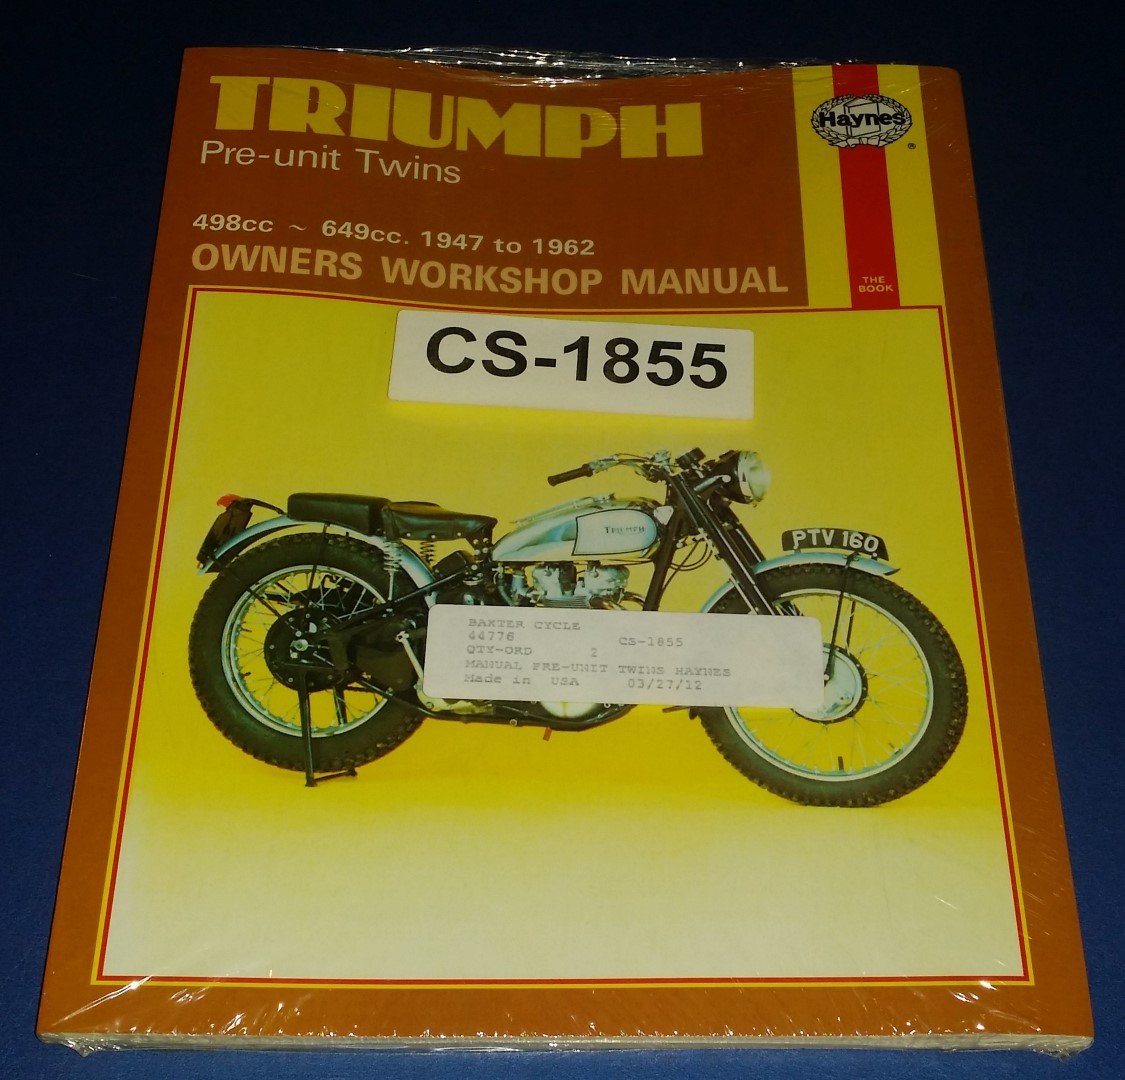 TRIUMPH
Pre-unit Twins
498cc ~ 649cc. 1947 to 1962
OWNERS WORKSHOP MANUAL
Haynes
®
THE
BOOK
CS-1855
TRIUMPH
PTV 160
BAXTER CYCLE
44776 CS-1855
QTY-ORD 2
MANUAL PRE-UNIT TWINS HAYNES
Made in USA 03/27/12